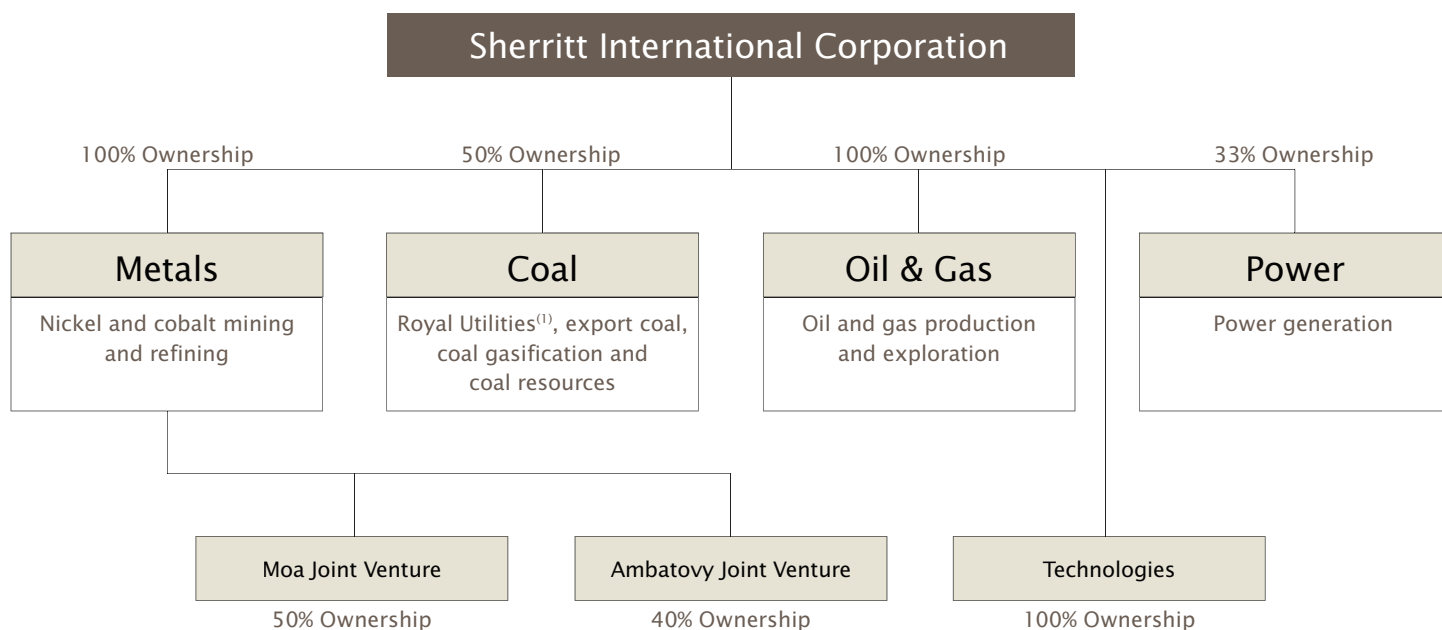 Sherritt International Corporation
100% Ownership
50% Ownership
100% Ownership
33% Ownership
Metals
Nickel and cobalt mining
and refining
Coal
Royal Utilities(1), export coal,
coal gasification and
coal resources
Oil & Gas
Oil and gas production
and exploration
Power
Power generation
Moa Joint Venture
50% Ownership
Ambatovy Joint Venture
40% Ownership
Technologies
100% Ownership